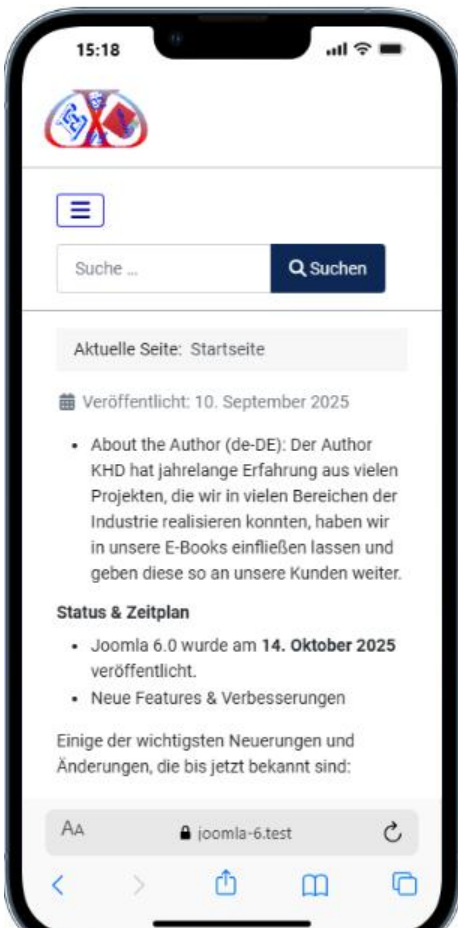 15:18
Suche ...
Suchen
Aktuelle Seite: Startseite
Veröffentlicht: 10. September 2025
• About the Author (de-DE): Der Author
KHD hat jahrelange Erfahrung aus vielen
Projekten, die wir in vielen Bereichen der
Industrie realisieren konnten, haben wir
in unsere E-Books einfließen lassen und
geben diese so an unsere Kunden weiter.
Status & Zeitplan
• Joomla 6.0 wurde am 14. Oktober 2025
veröffentlicht.
• Neue Features & Verbesserungen
Einige der wichtigsten Neuerungen und
Änderungen, die bis jetzt bekannt sind:
AA
joomla-6.test